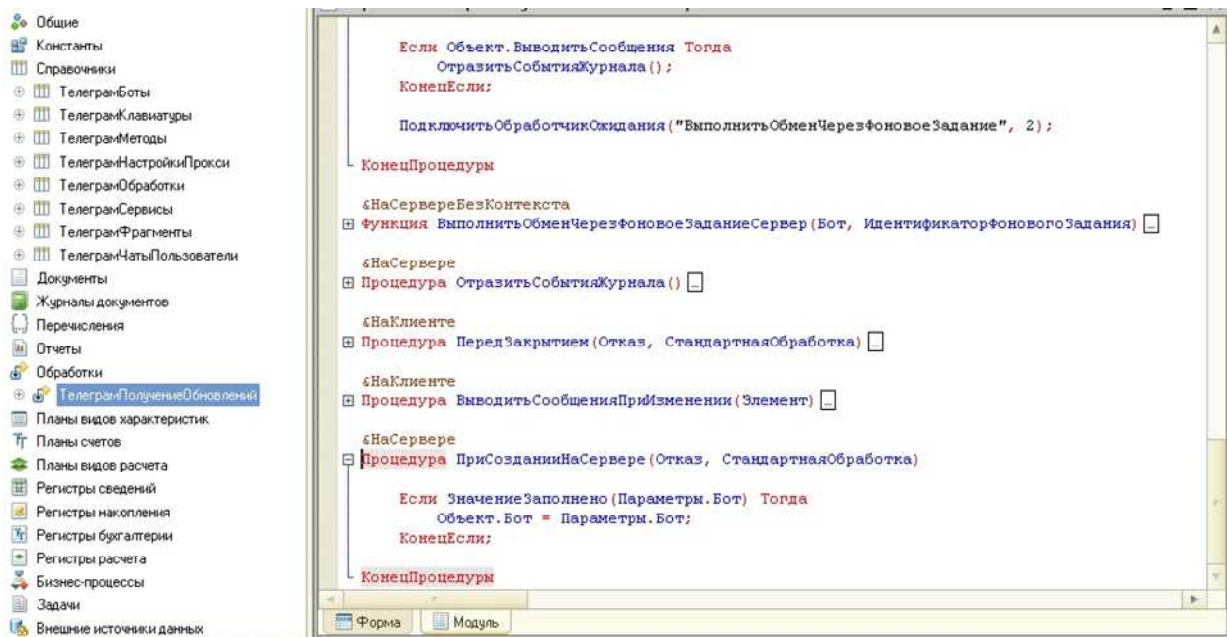 Общие
Константы
Справочники
ТелеграмБоты
ТелеграмКлавиатуры
ТелеграмМетоды
ТелеграмНастройкиПрокси
ТелеграмОбработки
ТелеграмСервисы
ТелеграмФрагменты
ТелеграмЧатыПользователи
Документы
Журналы документов
Перечисления
Отчеты
Обработки
ТелеграмПолучениеОбновлений
Планы видов характеристик
Планы счетов
Планы видов расчета
Регистры сведений
Регистры накопления
Регистры бухгалтерии
Регистры расчета
Бизнес-процессы
Задачи
Внешние источники данных
Если Объект.ВыводитьСообщения Тогда
ОтразитьСобытияЖурнала();
КонецЕсли;
ПодключитьОбработчикОжидания("ВыполнитьОбменЧерезФоновоеЗадание", 2);
КонецПроцедуры
&НаСервереБезКонтекста
Функция ВыполнитьОбменЧерезФоновоеЗаданиеСервер(Бот, ИдентификаторФоновогоЗадания)
&НаСервере
Процедура ОтразитьСобытияЖурнала()
&НаКлиенте
Процедура ПередЗакрытием(Отказ, СтандартнаяОбработка)
&НаКлиенте
Процедура ВыводитьСообщенияПриИзменении(Элемент)
&НаСервере
Процедура ПриСозданииНаСервере(Отказ, СтандартнаяОбработка)
Если ЗначениеЗаполнено(Параметры.Бот) Тогда
Объект.Бот = Параметры.Бот;
КонецЕсли;
КонецПроцедуры
Форма
Модуль